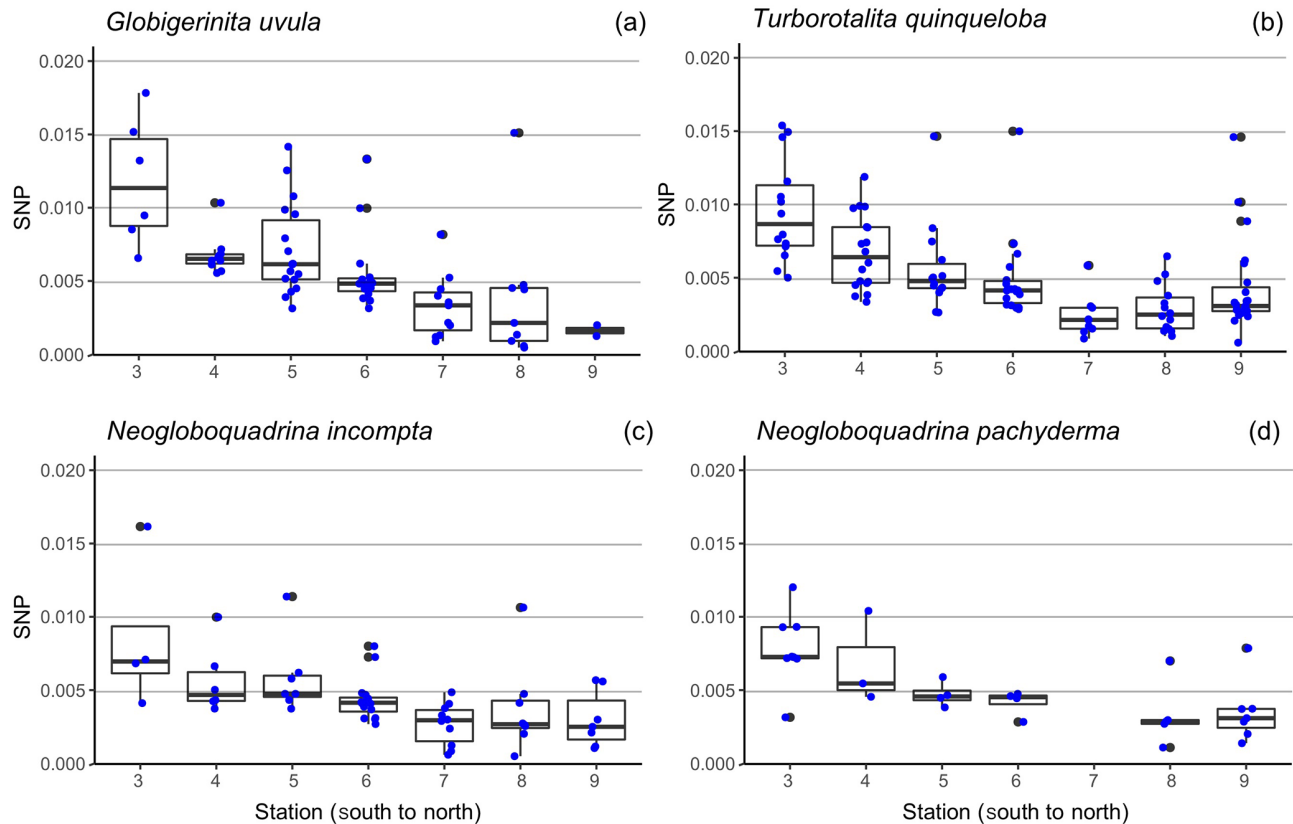 Globigerinita uvula (a)
SNP
0.020
0.015
0.010
0.005
0.000
3 4 5 6 7 8 9
Turborotalita quinqueloba (b)
SNP
0.020
0.015
0.010
0.005
0.000
3 4 5 6 7 8 9
Neogloboquadrina incompta (c)
SNP
0.020
0.015
0.010
0.005
0.000
3 4 5 6 7 8 9
Station (south to north)
Neogloboquadrina pachyderma (d)
0.020
0.015
0.010
0.005
0.000
3 4 5 6 7 8 9
Station (south to north)